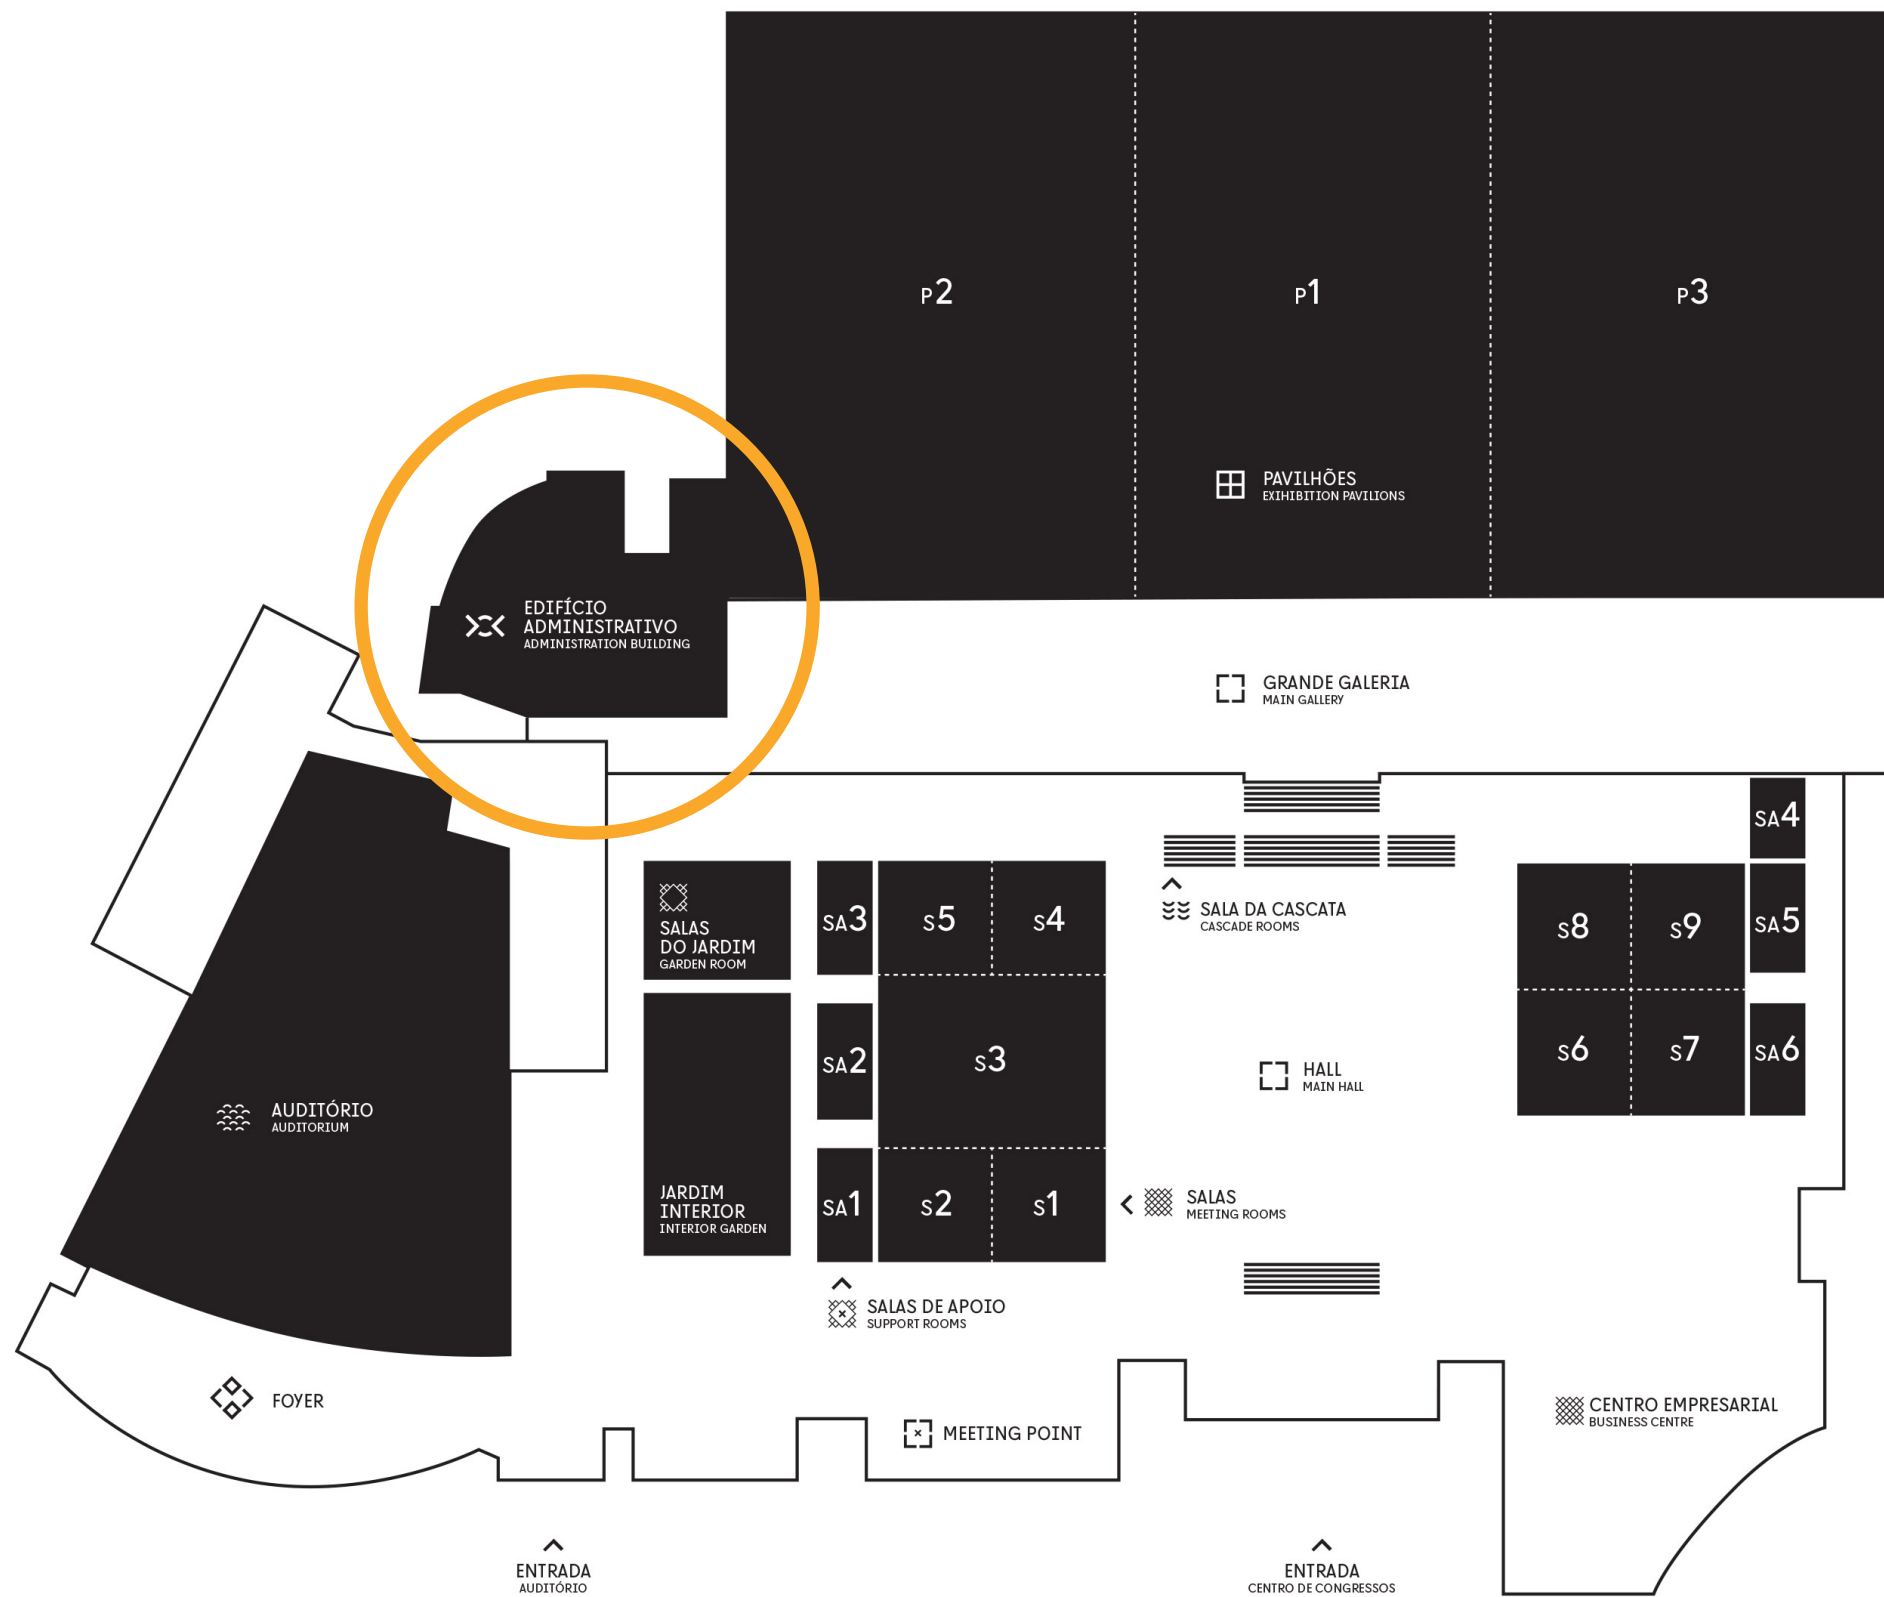 P2
P1
P3
PAVILHÕES
EXIHIBITION PAVILIONS
EDIFÍCIO
ADMINISTRATIVO
ADMINISTRATION BUILDING
GRANDE GALERIA
MAIN GALLERY
SA4
SALAS
DO JARDIM
GARDEN ROOM
SA3
S5
S4
SALA DA CASCATA
CASCADE ROOMS
S8
S9
SA5
SA2
S3
HALL
MAIN HALL
S6
S7
SA6
AUDITÓRIO
AUDITORIUM
JARDIM
INTERIOR
INTERIOR GARDEN
SA1
S2
S1
SALAS
MEETING ROOMS
SALAS DE APOIO
SUPPORT ROOMS
FOYER
MEETING POINT
CENTRO EMPRESARIAL
BUSINESS CENTRE
ENTRADA
AUDITÓRIO
ENTRADA
CENTRO DE CONGRESSOS